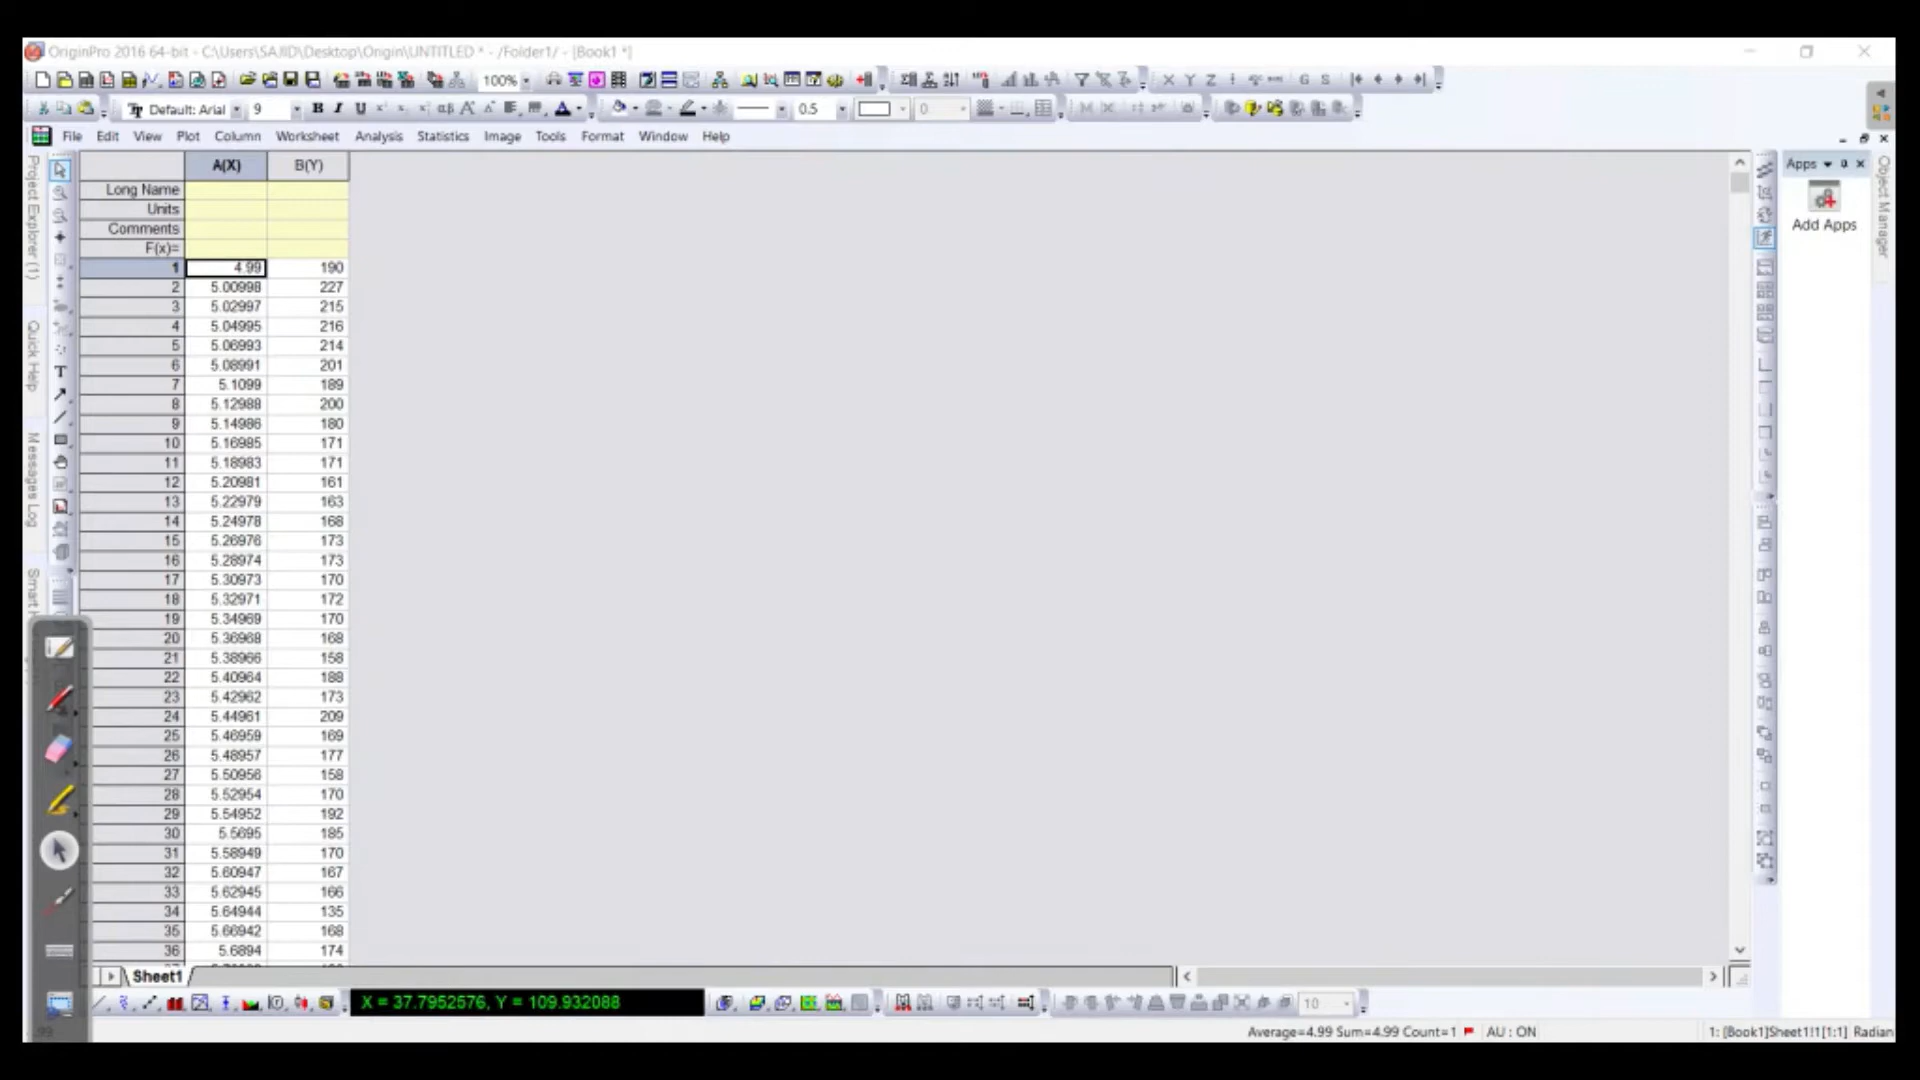 OriginPro 2016 64-bit - C:\Users\SAJID\Desktop\Origin\UNTITLED * - /Folder1/ - [Book1 *]
100%
X Y Z G S
Default: Arial 9 B I U 0.5 0
File Edit View Plot Column Worksheet Analysis Statistics Image Tools Format Window Help
Project Explorer (1)
Quick Help
Messages Log
Smart
A(X) B(Y)
Long Name
Units
Comments
F(x)=
1 4.99 190
2 5.00998 227
3 5.02997 215
4 5.04995 216
5 5.06993 214
6 5.08991 201
7 5.1099 189
8 5.12988 200
9 5.14986 180
10 5.16985 171
11 5.18983 171
12 5.20981 161
13 5.22979 163
14 5.24978 168
15 5.26976 173
16 5.28974 173
17 5.30973 170
18 5.32971 172
19 5.34969 170
20 5.36968 168
21 5.38966 158
22 5.40964 188
23 5.42962 173
24 5.44961 209
25 5.46959 169
26 5.48957 177
27 5.50956 158
28 5.52954 170
29 5.54952 192
30 5.5695 185
31 5.58949 170
32 5.60947 167
33 5.62945 166
34 5.64944 135
35 5.66942 168
36 5.6894 174
Sheet1
Apps
Add Apps
Object Manager
X = 37.7952576, Y = 109.932088
10
Average=4.99 Sum=4.99 Count=1 AU : ON 1: [Book1]Sheet1!1[1:1] Radian